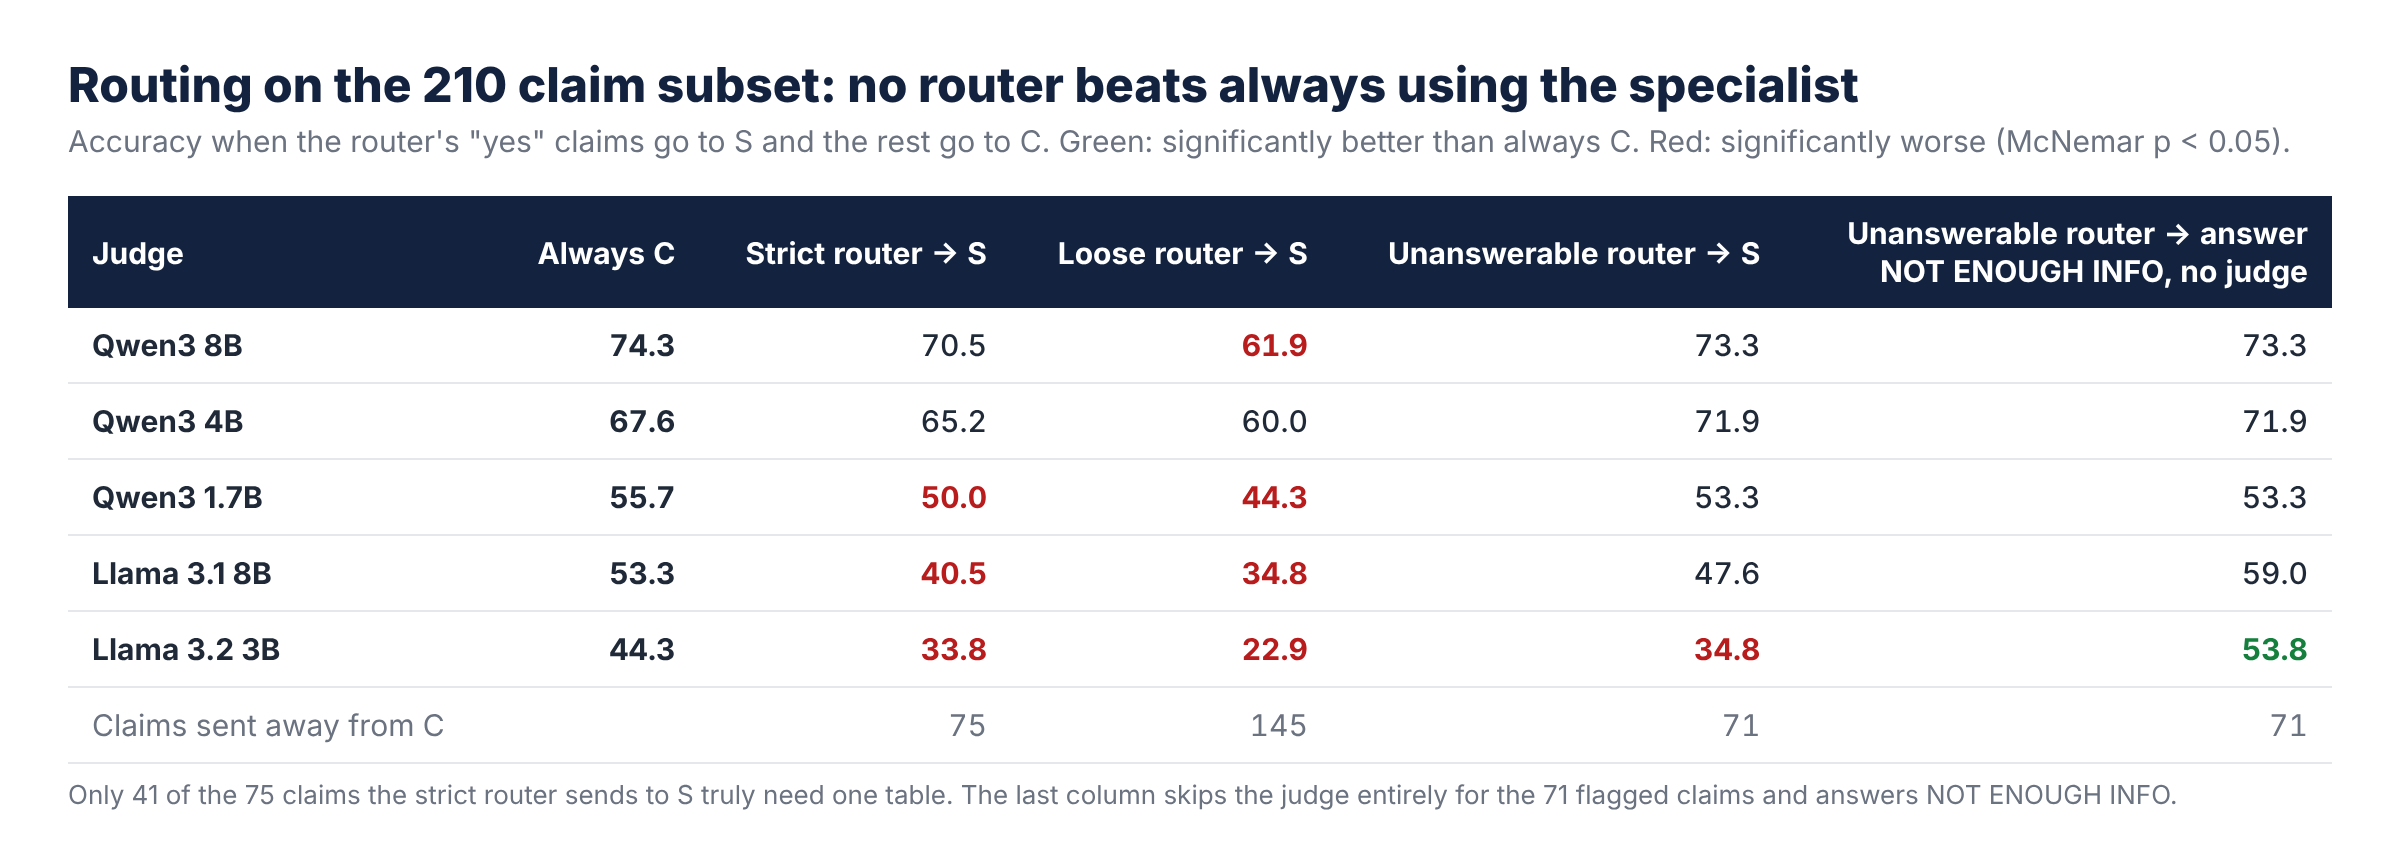 Routing on the 210 claim subset: no router beats always using the specialist
Accuracy when the router's "yes" claims go to S and the rest go to C. Green: significantly better than always C. Red: significantly worse (McNemar p < 0.05).
Judge Always C Strict router → S Loose router → S Unanswerable router → S Unanswerable router → answer NOT ENOUGH INFO, no judge
Qwen3 8B 74.3 70.5 61.9 73.3 73.3
Qwen3 4B 67.6 65.2 60.0 71.9 71.9
Qwen3 1.7B 55.7 50.0 44.3 53.3 53.3
Llama 3.1 8B 53.3 40.5 34.8 47.6 59.0
Llama 3.2 3B 44.3 33.8 22.9 34.8 53.8
Claims sent away from C 75 145 71 71
Only 41 of the 75 claims the strict router sends to S truly need one table. The last column skips the judge entirely for the 71 flagged claims and answers NOT ENOUGH INFO.